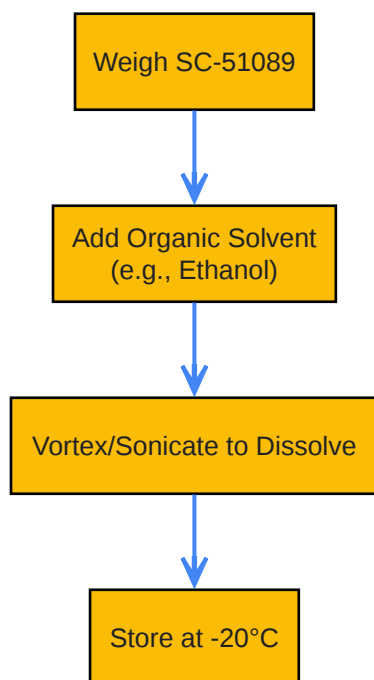 Weigh SC-51089
Add Organic Solvent
(e.g., Ethanol)
Vortex/Sonicate to Dissolve
Store at -20°C